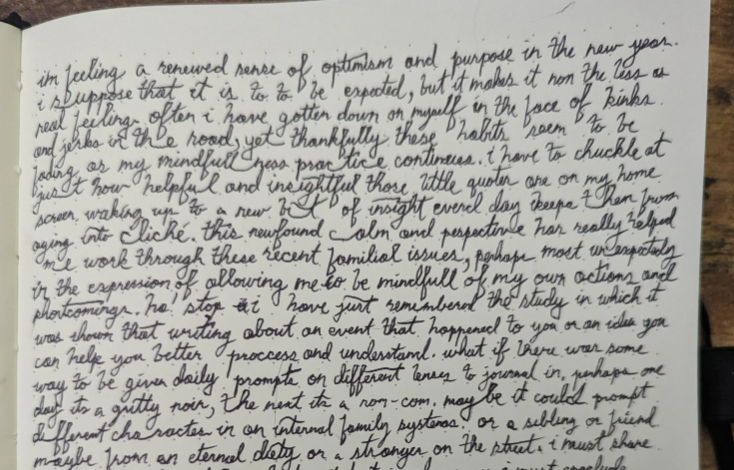 im feeling a renewed sense of optimism and purpose in the new year.
i suppose that it is to to be expected, but it makes it non the less as
real feeling. often i have gotten down on myself in the face of kinks
and jerks in the road, yet thankfully these habits seem to be
fading as my mindfullness practice continues. i have to chuckle at
just how helpful and insightful those little quotes are on my home
screen, waking up to a new bit of insight everd day keeps them from
aging into cliché. this newfound calm and pespective has really helped
me work through these recent familial issues, perhaps most unexpectedly
in the expression of allowing me to be mindfull of my own actions and
shortcomings. ha! stop i have just remembered the study in which it
was shown that writing about an event that happened to you or an idea you
can help you better proccess and understand. what if there was some
way to be given daily prompts on different lenses to journal in, perhaps one
day its a gritty noir, the next its a rom-com. may be it could prompt
different charactes in an internal family systems. or a sibling or friend
maybe from an eternal diety or a stranger on the street. i must share